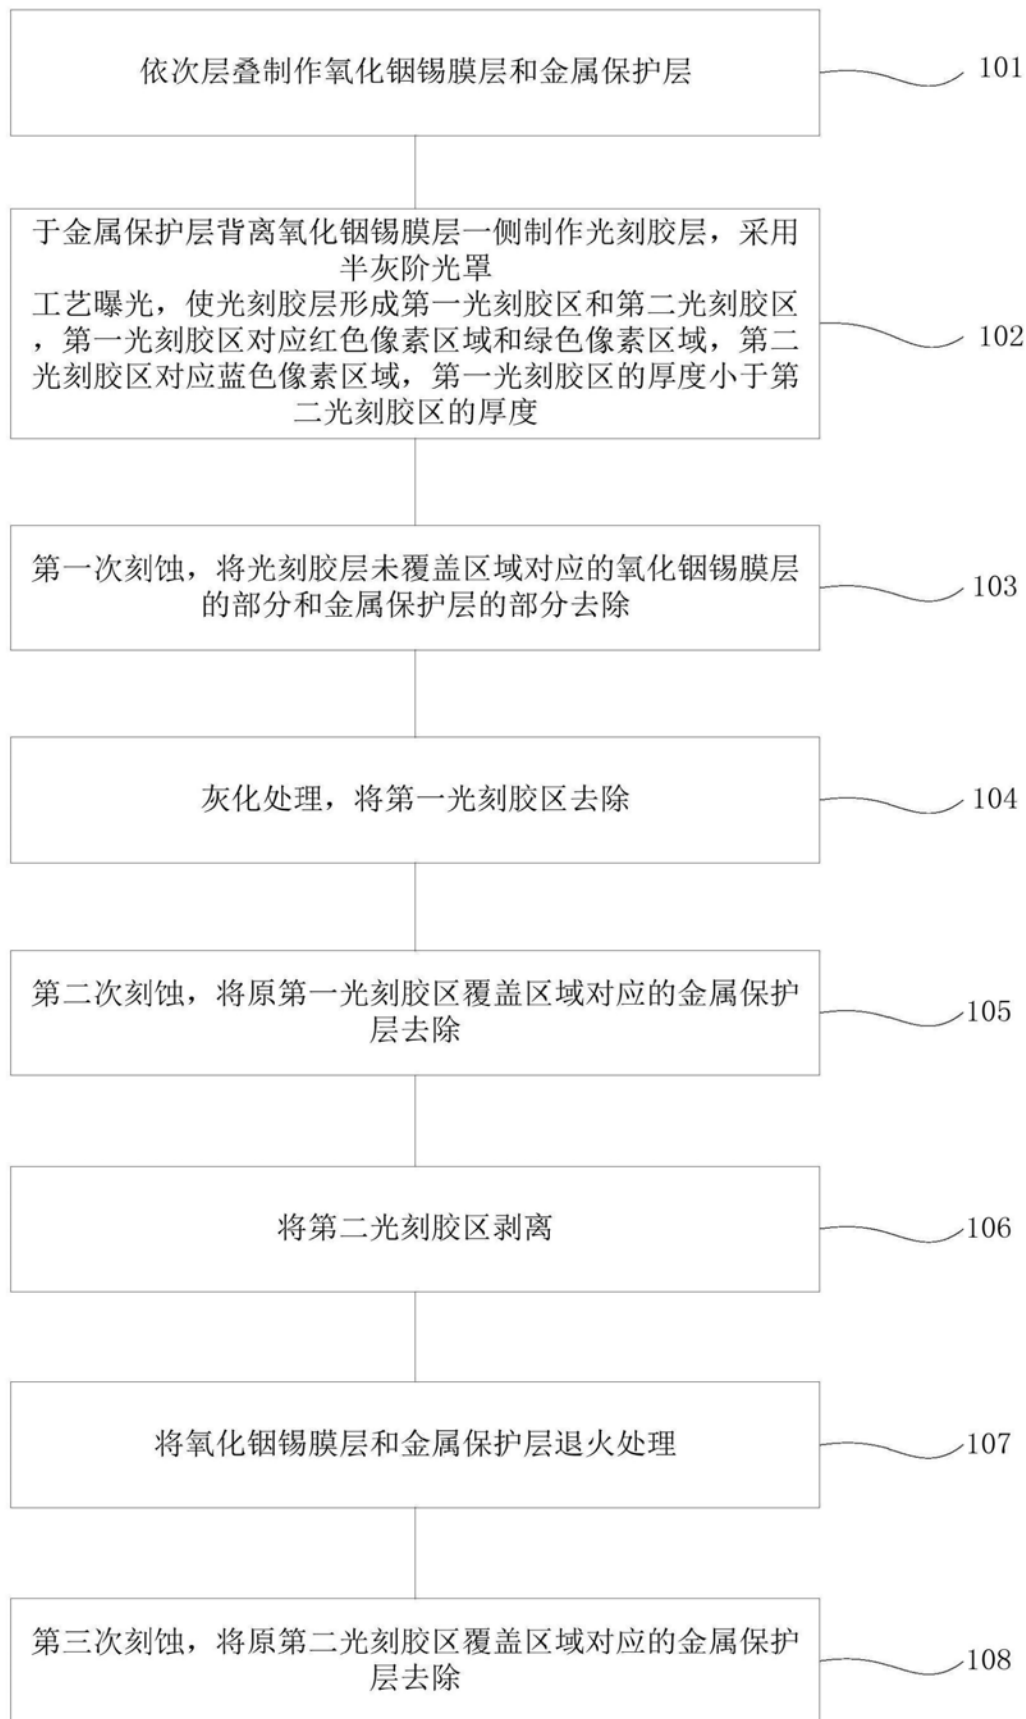 依次层叠制作氧化铟锡膜层和金属保护层
101
于金属保护层背离氧化铟锡膜层一侧制作光刻胶层，采用
半灰阶光罩
工艺曝光，使光刻胶层形成第一光刻胶区和第二光刻胶区
，第一光刻胶区对应红色像素区域和绿色像素区域，第二
光刻胶区对应蓝色像素区域，第一光刻胶区的厚度小于第
二光刻胶区的厚度
102
第一次刻蚀，将光刻胶层未覆盖区域对应的氧化铟锡膜层
的部分和金属保护层的部分去除
103
灰化处理，将第一光刻胶区去除
104
第二次刻蚀，将原第一光刻胶区覆盖区域对应的金属保护
层去除
105
将第二光刻胶区剥离
106
将氧化铟锡膜层和金属保护层退火处理
107
第三次刻蚀，将原第二光刻胶区覆盖区域对应的金属保护
层去除
108